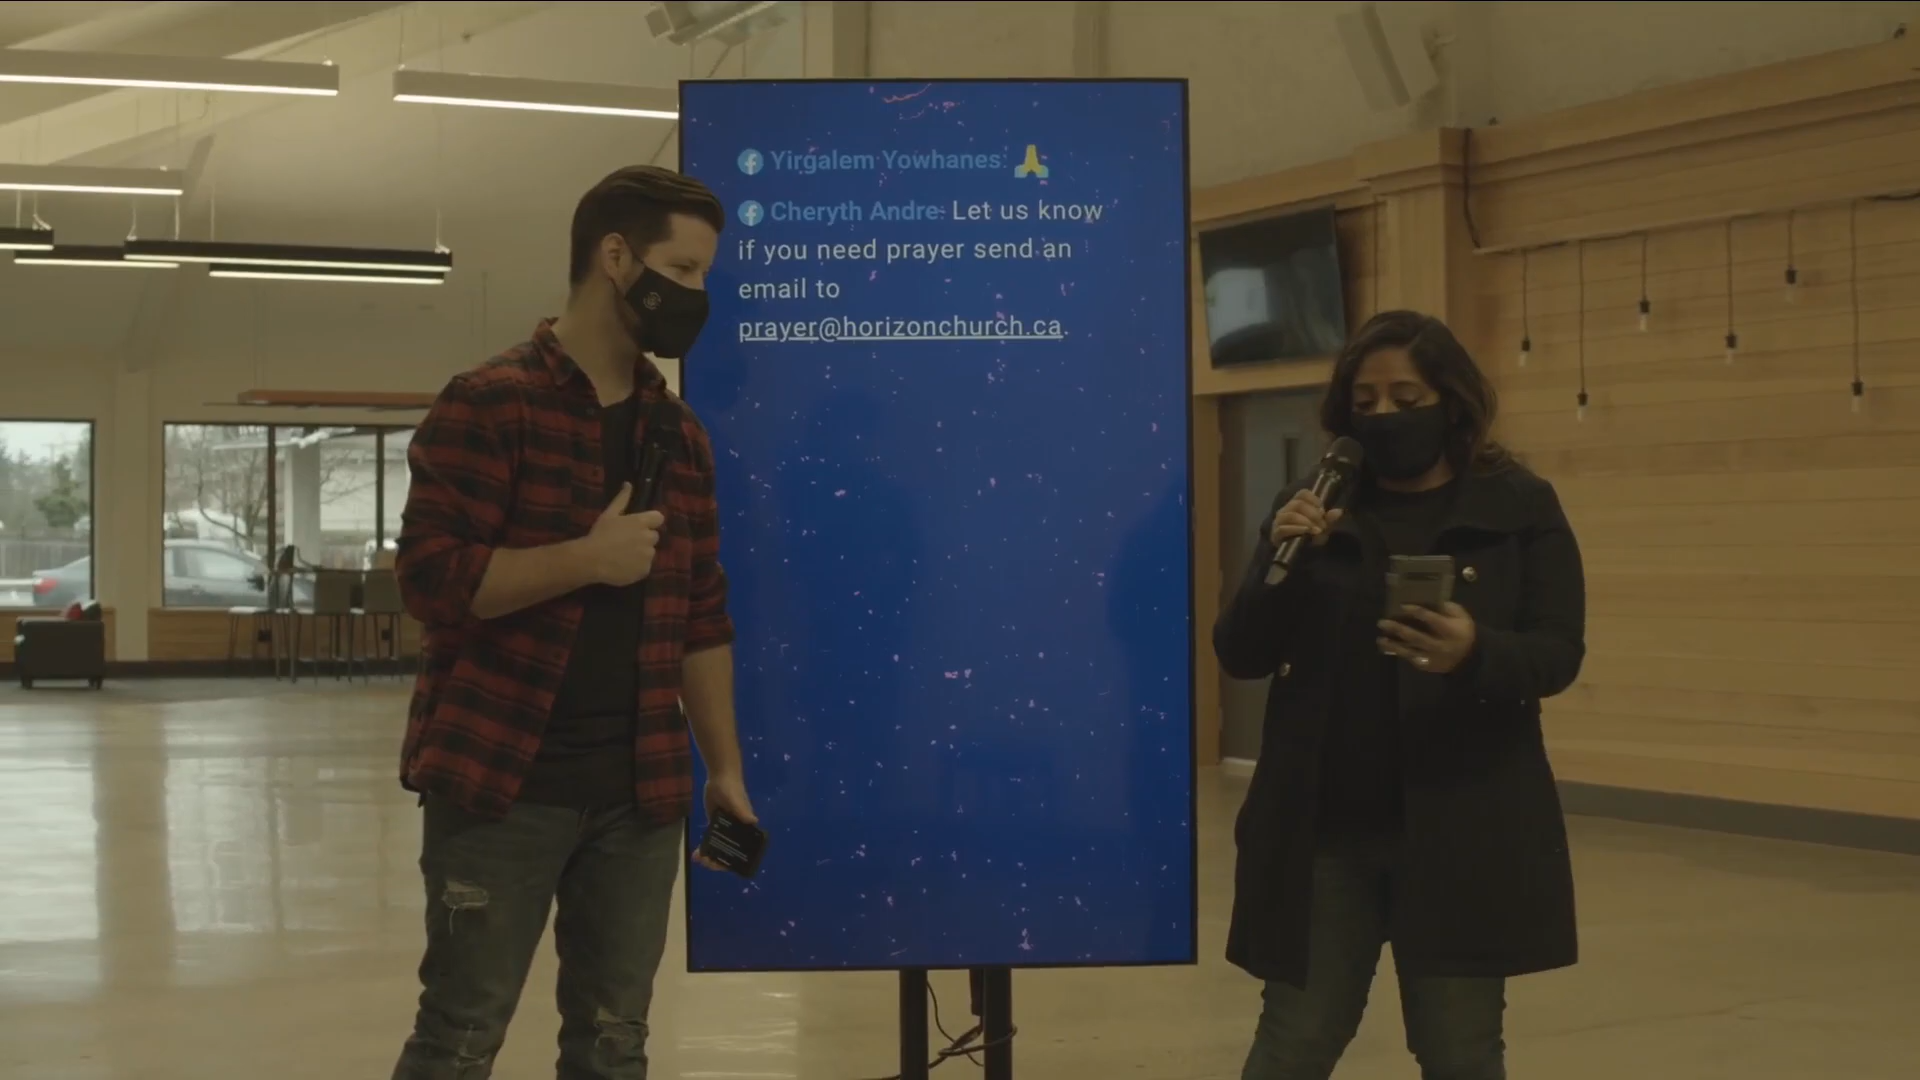 Yirgalem Yowhanes: 🙏
Cheryth Andre: Let us know
if you need prayer send an
email to
prayer@horizonchurch.ca.